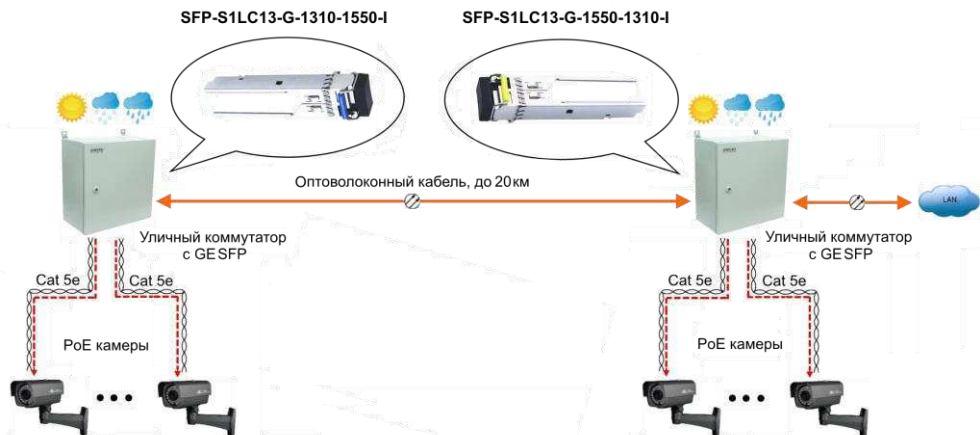 SFP-S1LC13-G-1310-1550-I
SFP-S1LC13-G-1550-1310-I
Оптоволоконный кабель, до 20км
LAN
Уличный коммутатор
с GE SFP
Уличный коммутатор
с GE SFP
Cat 5e
Cat 5e
Cat 5e
Cat 5e
PoE камеры
PoE камеры